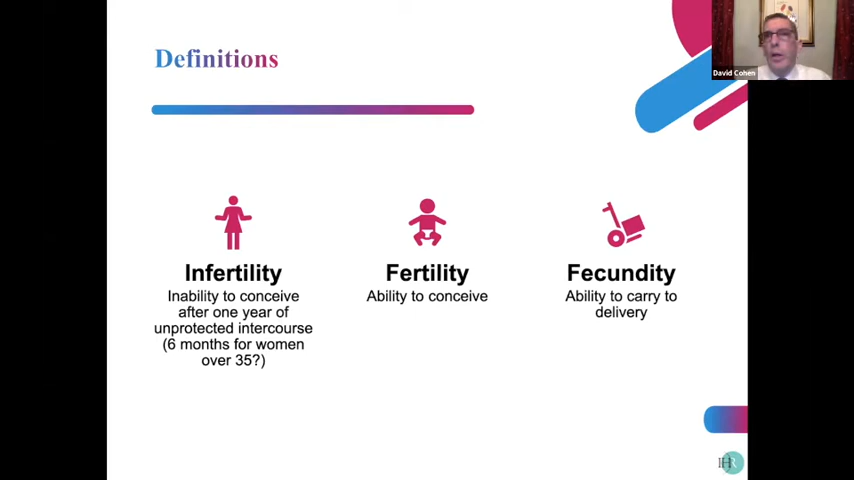 Definitions
David Cohen
Infertility
Inability to conceive
after one year of
unprotected intercourse
(6 months for women
over 35?)
Fertility
Ability to conceive
Fecundity
Ability to carry to
delivery
IHR